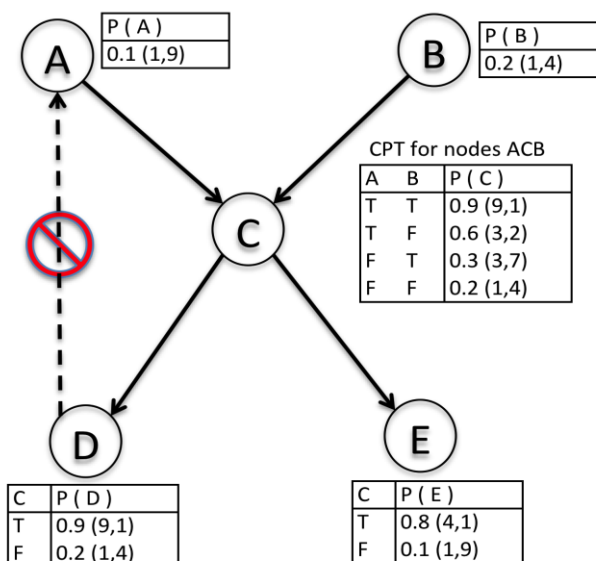 P ( A )
0.1 (1,9)
A
B
P ( B )
0.2 (1,4)
CPT for nodes ACB
A B P ( C )
T T 0.9 (9,1)
T F 0.6 (3,2)
F T 0.3 (3,7)
F F 0.2 (1,4)
C
D
E
C P ( D )
T 0.9 (9,1)
F 0.2 (1,4)
C P ( E )
T 0.8 (4,1)
F 0.1 (1,9)